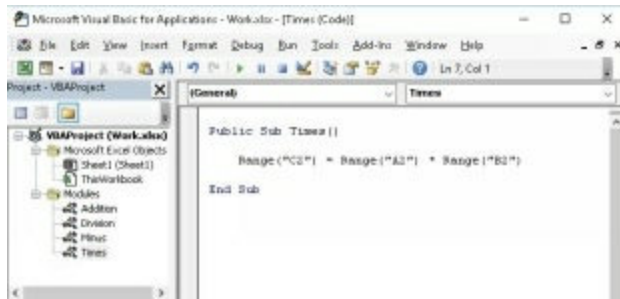 Microsoft Visual Basic for Applications - Work.xlsx - [Times (Code)]
File Edit View Insert Format Debug Run Tools Add-Ins Window Help
Ln 7, Col 1
Project - VBAProject
(General)
Times
VBAProject (Work.xlsx)
Microsoft Excel Objects
Sheet1 (Sheet1)
ThisWorkbook
Modules
Addition
Division
Minus
Times
Public Sub Times()
Range("C2") = Range("A2") * Range("B2")
End Sub